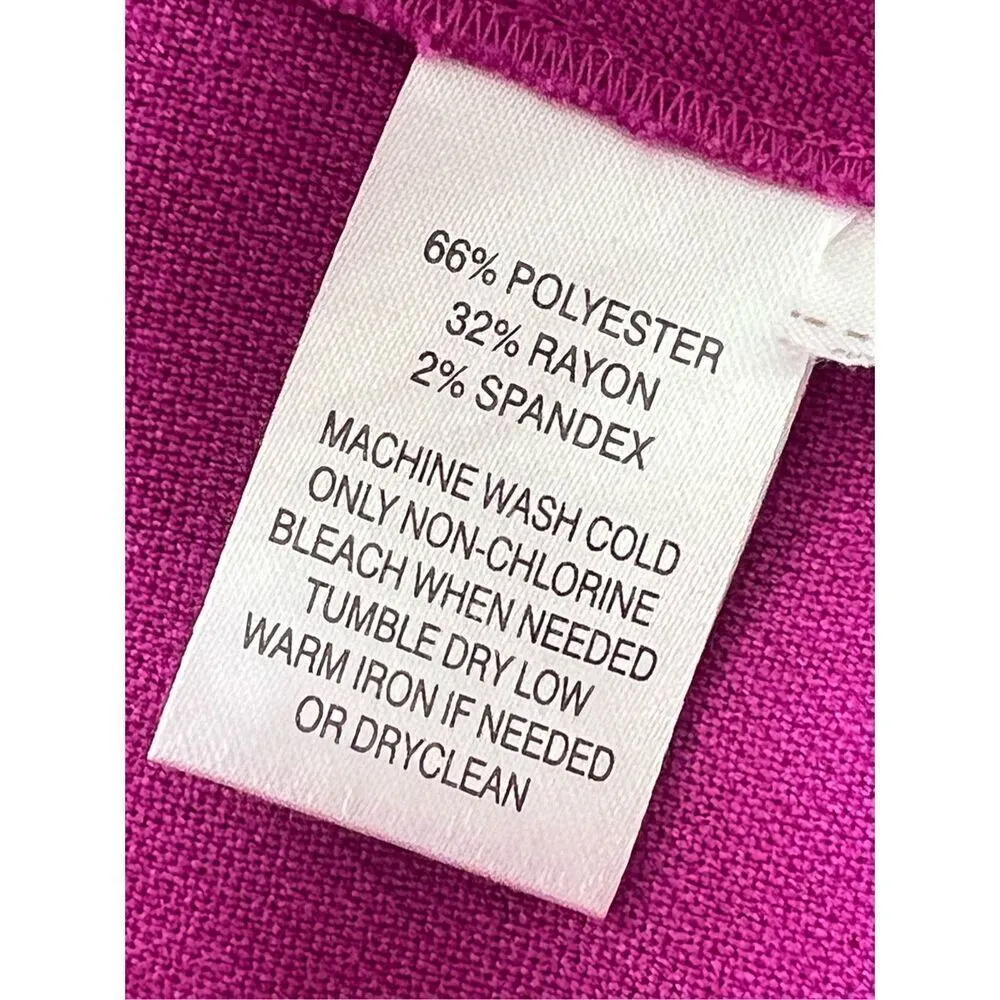 66% POLYESTER
32% RAYON
2% SPANDEX
MACHINE WASH COLD
ONLY NON-CHLORINE
BLEACH WHEN NEEDED
TUMBLE DRY LOW
WARM IRON IF NEEDED
OR DRYCLEAN